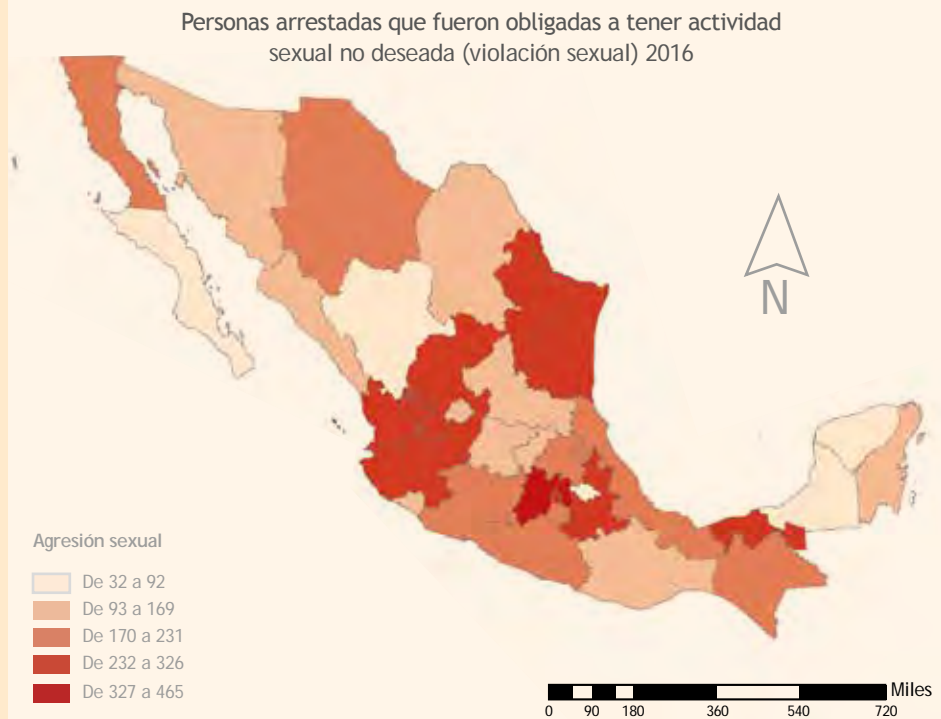 Personas arrestadas que fueron obligadas a tener actividad
sexual no deseada (violación sexual) 2016
N
Agresión sexual
De 32 a 92
De 93 a 169
De 170 a 231
De 232 a 326
De 327 a 465
Miles
0 90 180 360 540 720